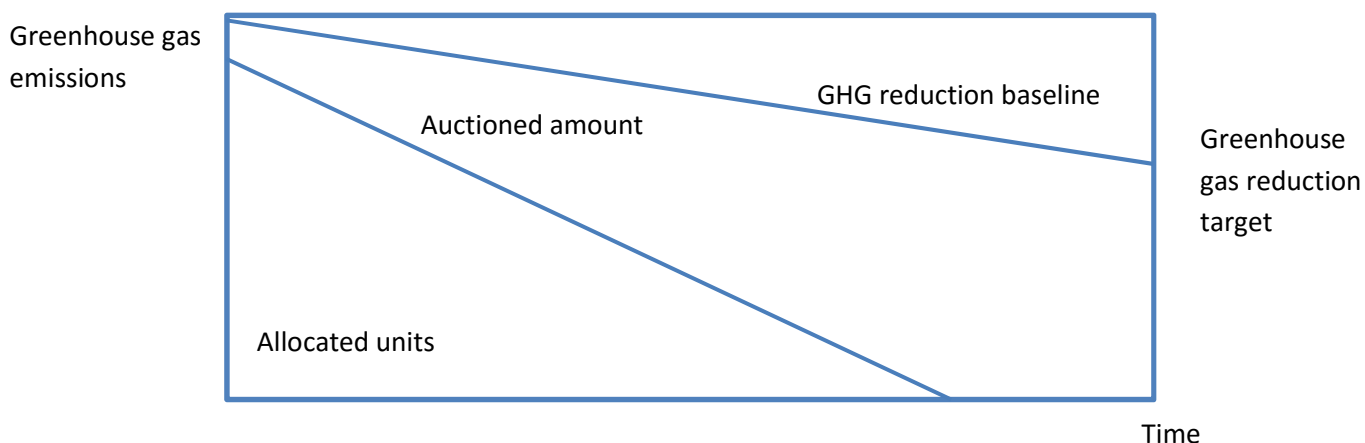 Greenhouse gas
emissions
GHG reduction baseline
Auctioned amount
Greenhouse
gas reduction
target
Allocated units
Time